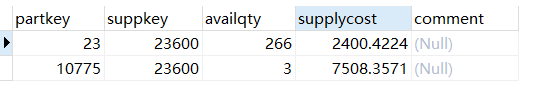 partkey suppkey availqty supplycost comment
23 23600 266 2400.4224 (Null)
10775 23600 3 7508.3571 (Null)